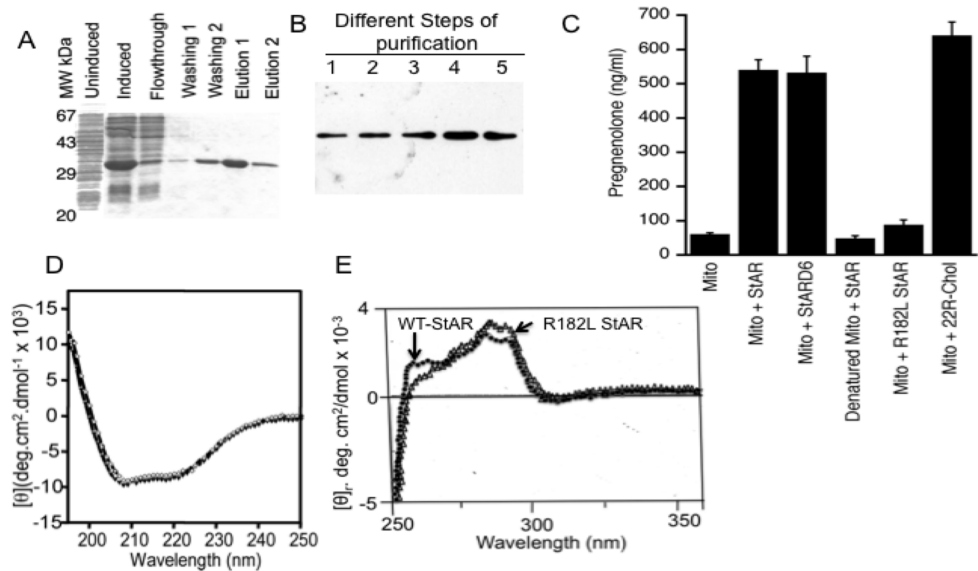 A
MW kDa
Uninduced
Induced
Flowthrough
Washing 1
Washing 2
Elution 1
Elution 2
67
43
29
20
B
Different Steps of
purification
1 2 3 4 5
C
Pregnenolone (ng/ml)
700
600
500
400
300
200
100
0
Mito
Mito + StAR
Mito + StARD6
Denatured Mito + StAR
Mito + R182L StAR
Mito + 22R-Chol
D
[θ](deg.cm².dmol⁻¹ x 10³)
10
5
0
-5
-10
-15
200 210 220 230 240 250
Wavelength (nm)
E
[θ]r. deg. cm²/dmol x 10⁻³
4
0
-5
WT-StAR
R182L StAR
250 300 350
Wavelength (nm)